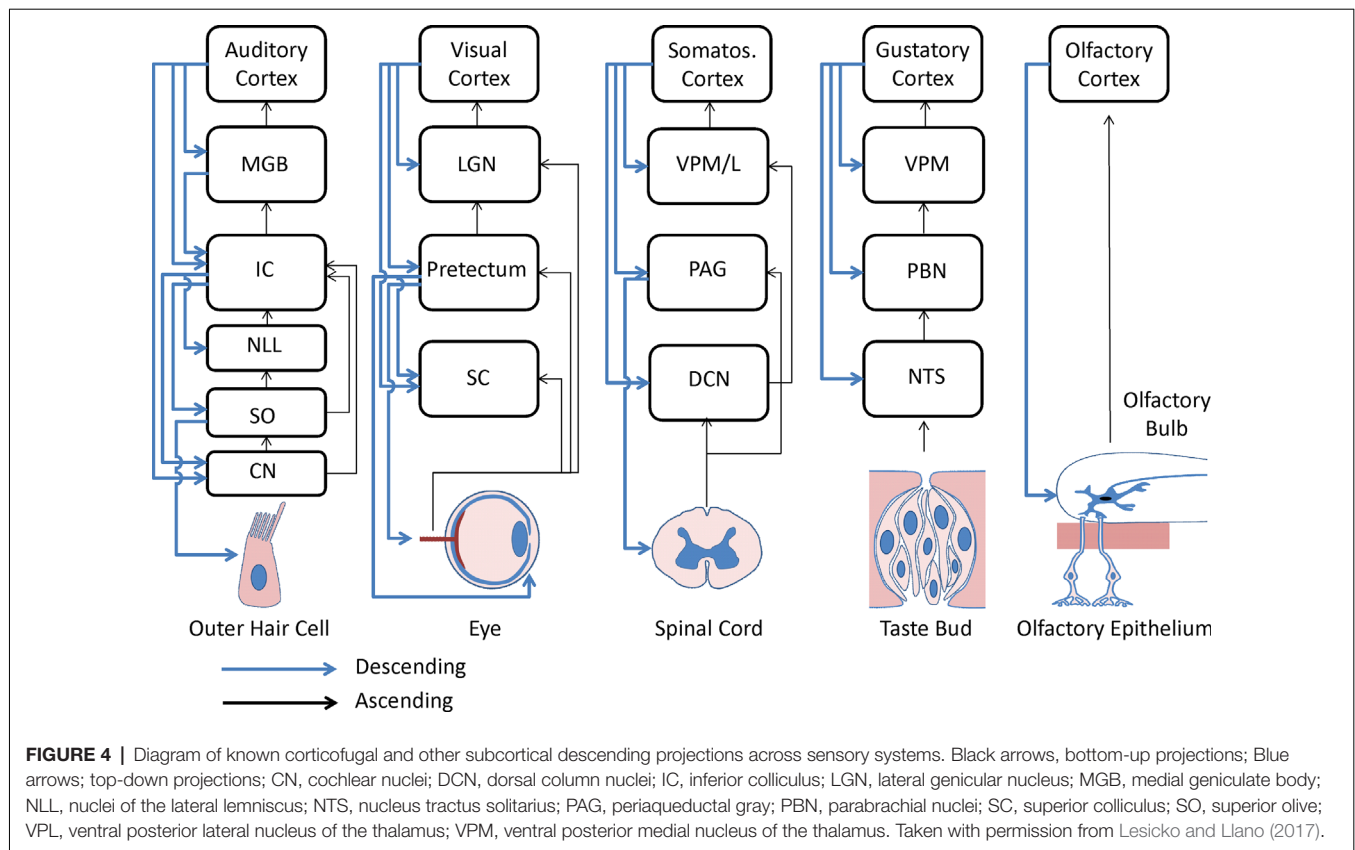 Auditory
Cortex
Visual
Cortex
Somatos.
Cortex
Gustatory
Cortex
Olfactory
Cortex
MGB
LGN
VPM/L
VPM
IC
Pretectum
PAG
PBN
NLL
SC
DCN
NTS
SO
CN
Olfactory
Bulb
Outer Hair Cell
Eye
Spinal Cord
Taste Bud
Olfactory Epithelium
Descending
Ascending
FIGURE 4 | Diagram of known corticofugal and other subcortical descending projections across sensory systems. Black arrows, bottom-up projections; Blue
arrows; top-down projections; CN, cochlear nuclei; DCN, dorsal column nuclei; IC, inferior colliculus; LGN, lateral genicular nucleus; MGB, medial geniculate body;
NLL, nuclei of the lateral lemniscus; NTS, nucleus tractus solitarius; PAG, periaqueductal gray; PBN, parabrachial nuclei; SC, superior colliculus; SO, superior olive;
VPL, ventral posterior lateral nucleus of the thalamus; VPM, ventral posterior medial nucleus of the thalamus. Taken with permission from Lesicko and Llano (2017).